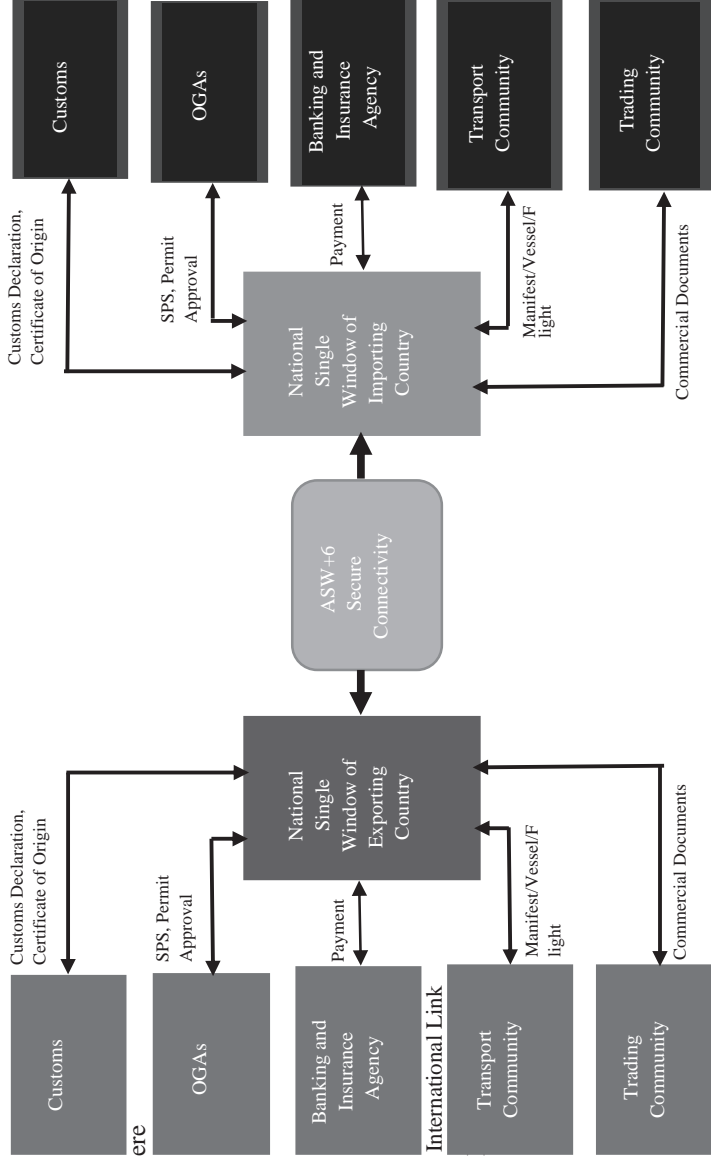 Customs
OGAs
Banking and
Insurance
Agency
Transport
Community
Trading
Community
ere
International Link
Customs Declaration,
Certificate of Origin
SPS, Permit
Approval
Payment
Manifest/Vessel/F
light
Commercial Documents
National
Single
Window of
Exporting
Country
ASW+6
Secure
Connectivity
National
Single
Window of
Importing
Country
Customs Declaration,
Certificate of Origin
SPS, Permit
Approval
Payment
Manifest/Vessel/F
light
Commercial Documents
Customs
OGAs
Banking and
Insurance
Agency
Transport
Community
Trading
Community